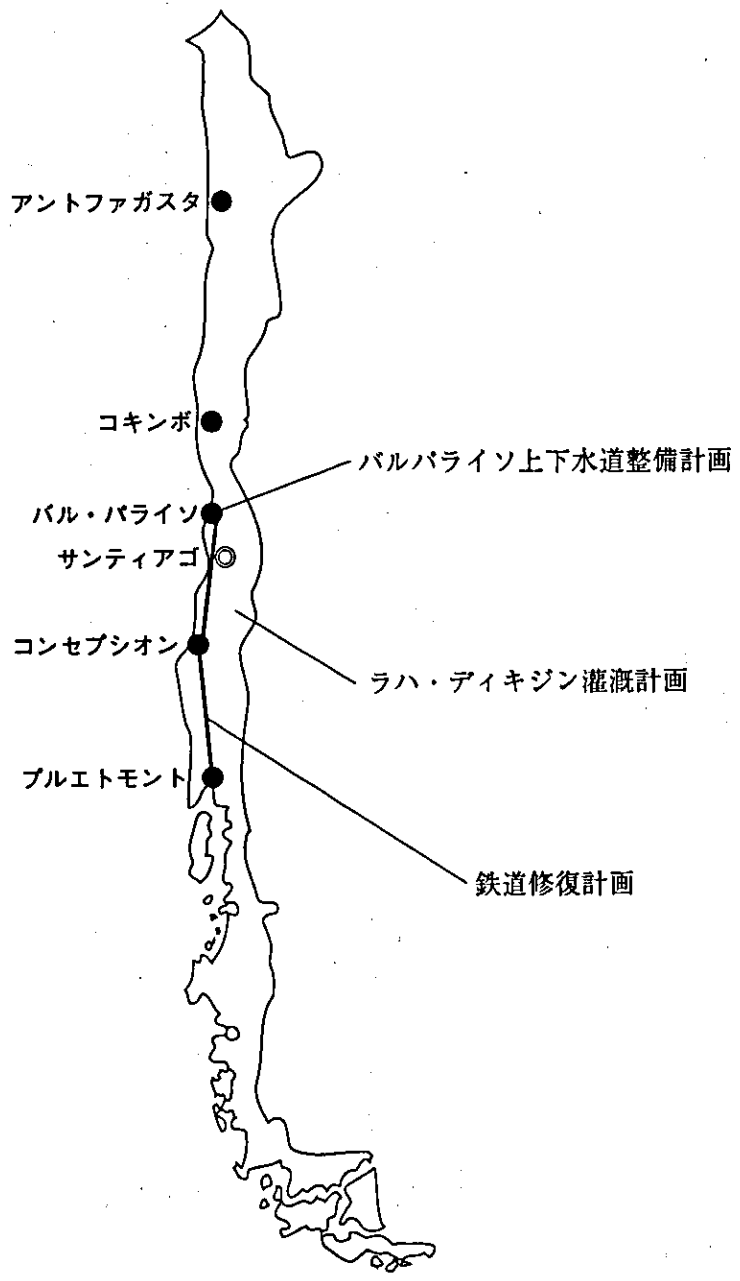 アントファガスタ
コキンボ
バルパライソ上下水道整備計画
バル・パライソ
サンティアゴ
コンセプシオン
ラハ・ディキジン灌漑計画
プルエトモント
鉄道修復計画